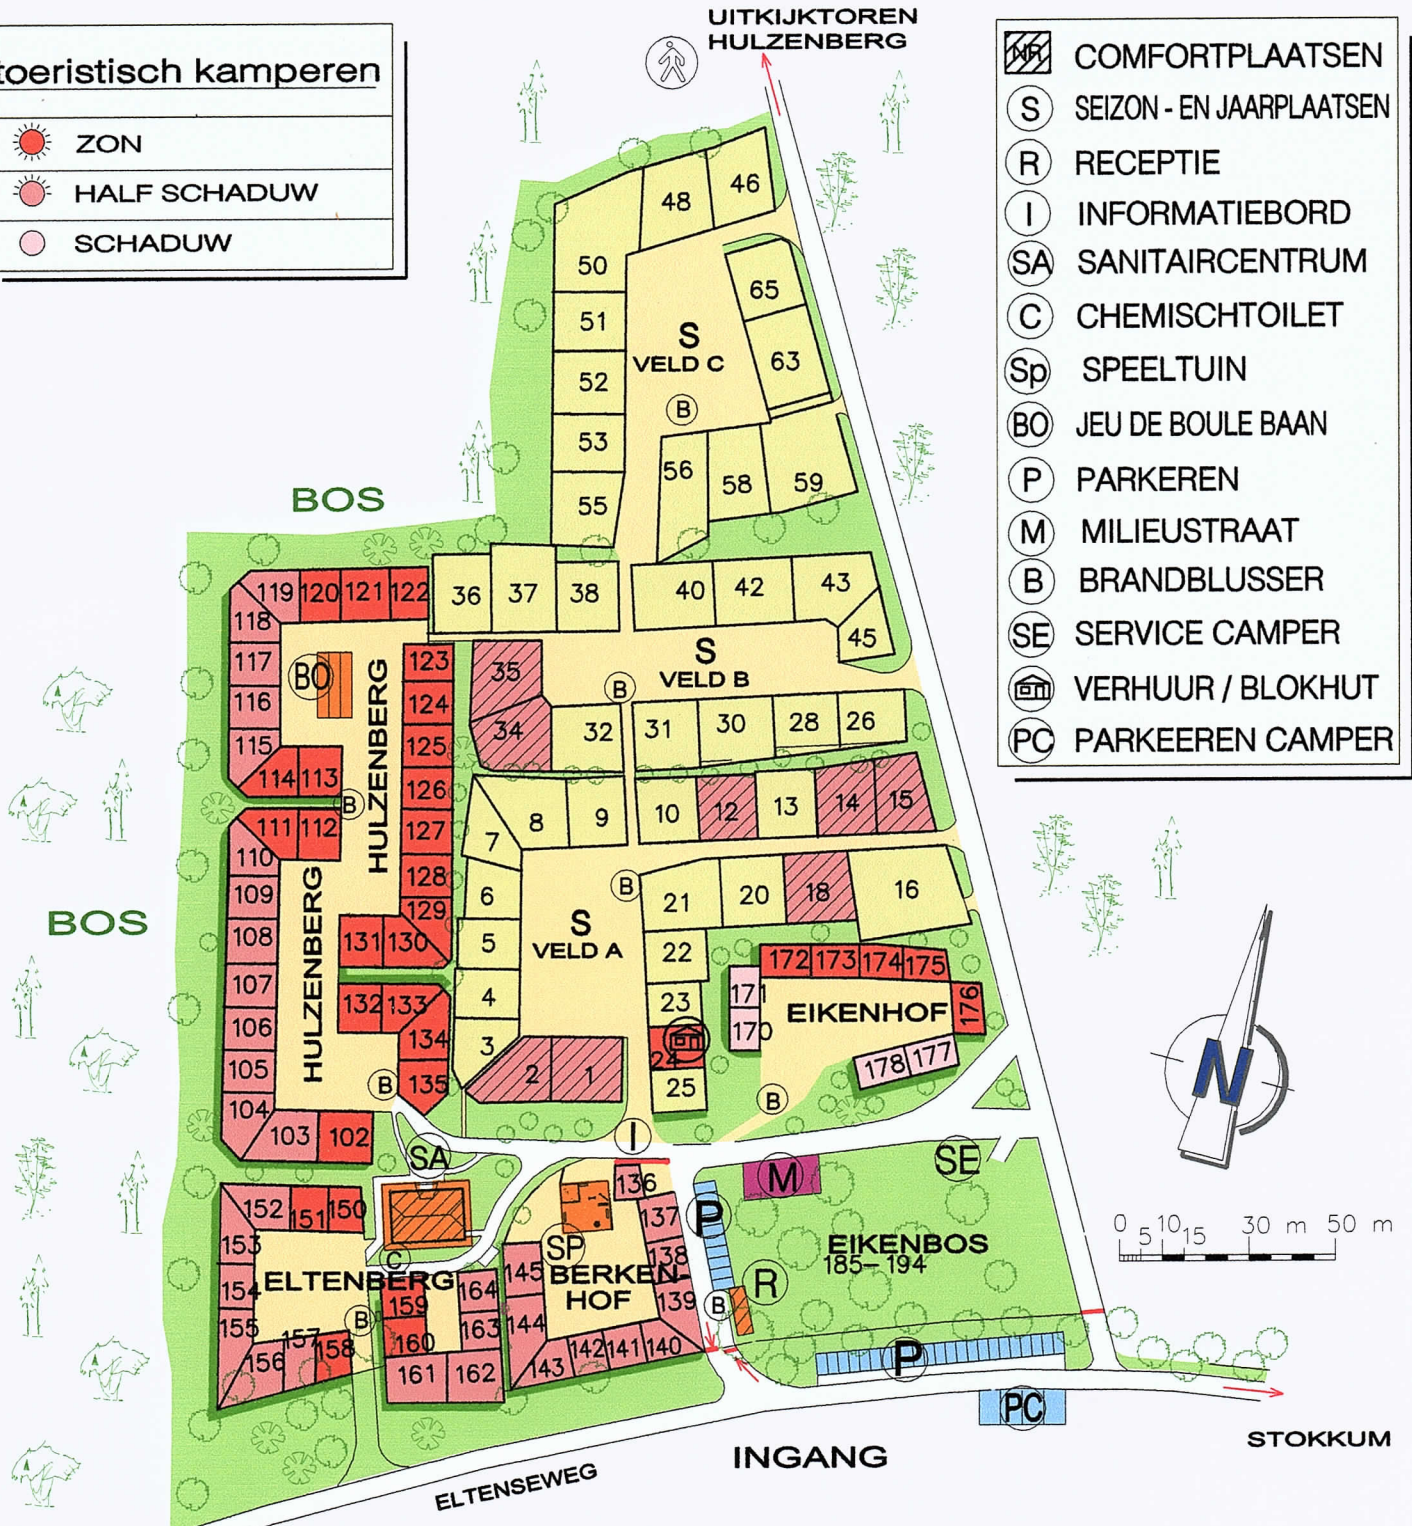 UITKIJKTOREN
HULZENBERG
toeristisch kamperen
ZON
HALF SCHADUW
SCHADUW
NR COMFORTPLAATSEN
S SEIZON - EN JAARPLAATSEN
R RECEPTIE
I INFORMATIEBORD
SA SANITAIRCENTRUM
C CHEMISCHTOILET
Sp SPEELTUIN
BO JEU DE BOULE BAAN
P PARKEREN
M MILIEUSTRAAT
B BRANDBLUSSER
SE SERVICE CAMPER
VERHUUR / BLOKHUT
PC PARKEEREN CAMPER
48
46
50
65
51
S
VELD C
63
52
B
53
56
58
59
55
BOS
36
37
38
40
42
43
45
S
VELD B
B
35
34
32
31
30
28
26
119
120
121
122
118
117
116
115
114
113
BO
HULZENBERG
B
123
124
125
126
127
128
129
130
131
111
112
110
109
108
107
106
105
104
103
102
HULZENBERG
132
133
134
135
B
BOS
7
8
9
10
12
13
14
15
6
5
4
3
2
1
S
VELD A
B
21
20
18
16
22
23
24
25
172
173
174
175
176
171
170
EIKENHOF
178
177
B
N
I
SA
M
SE
P
136
137
138
139
140
141
142
143
144
145
SP
BERKEN-
HOF
C
152
151
150
153
154
155
156
157
158
ELTENBERG
B
159
160
161
162
163
164
EIKENBOS
185-194
R
B
P
PC
0 5 10 15 30 m 50 m
INGANG
ELTENSEWEG
STOKKUM